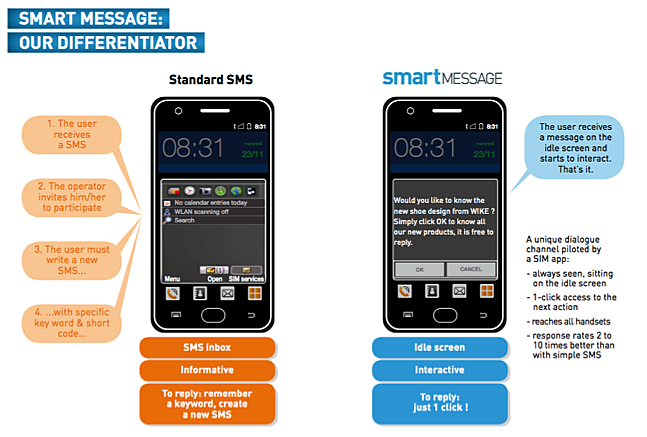 SMART MESSAGE:
OUR DIFFERENTIATOR
Standard SMS
smartMESSAGE
1. The user
receives
a SMS
2. The operator
invites him/her
to participate
3. The user must
write a new
SMS...
4. ...with specific
key word & short
code...
8:31
08:31
23/11
No calendar entries today
WLAN scanning off
Search
Menu
Open
SIM services
SMS inbox
Informative
To reply: remember
a keyword, create
a new SMS
8:31
08:31
23/11
Would you like to know the
new shoe design from WIKE ?
Simply click OK to know all
our new products, it is free to
reply.
OK
CANCEL
Idle screen
Interactive
To reply:
just 1 click !
The user receives
a message on the
idle screen and
starts to interact.
That's it.
A unique dialogue
channel piloted by
a SIM app:
- always seen, sitting
on the idle screen
- 1-click access to the
next action
- reaches all handsets
- response rates 2 to
10 times better than
with simple SMS